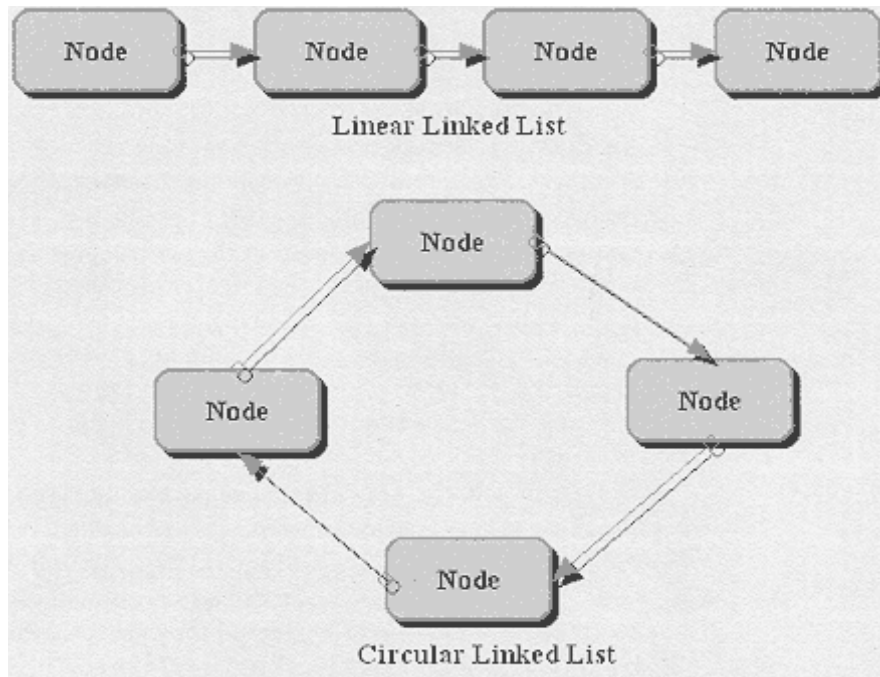 Node Node Node Node
Linear Linked List
Node
Node Node
Node
Circular Linked List